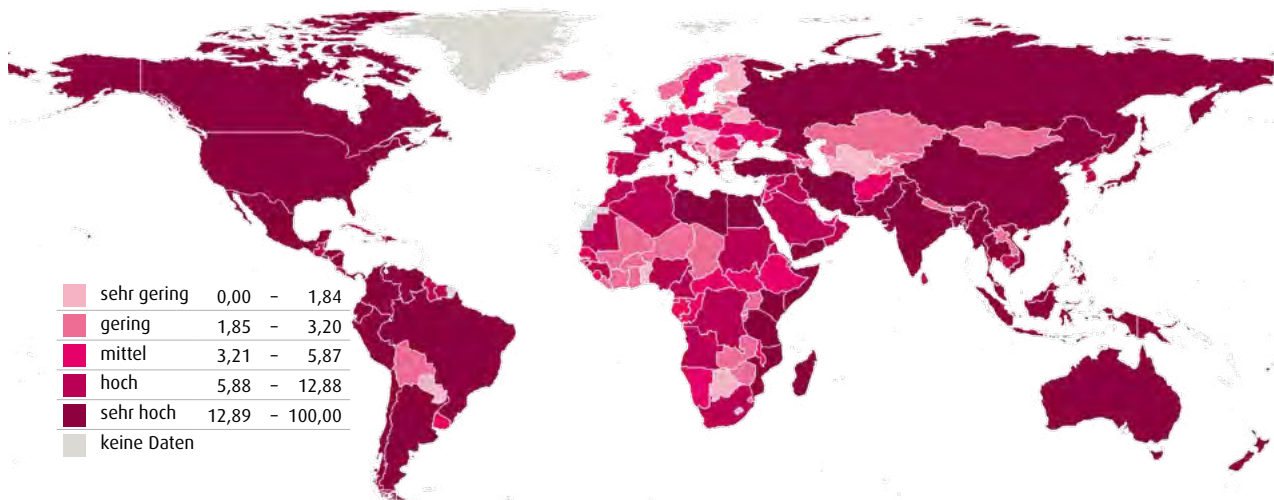 sehr gering 0,00 – 1,84
gering 1,85 – 3,20
mittel 3,21 – 5,87
hoch 5,88 – 12,88
sehr hoch 12,89 – 100,00
keine Daten